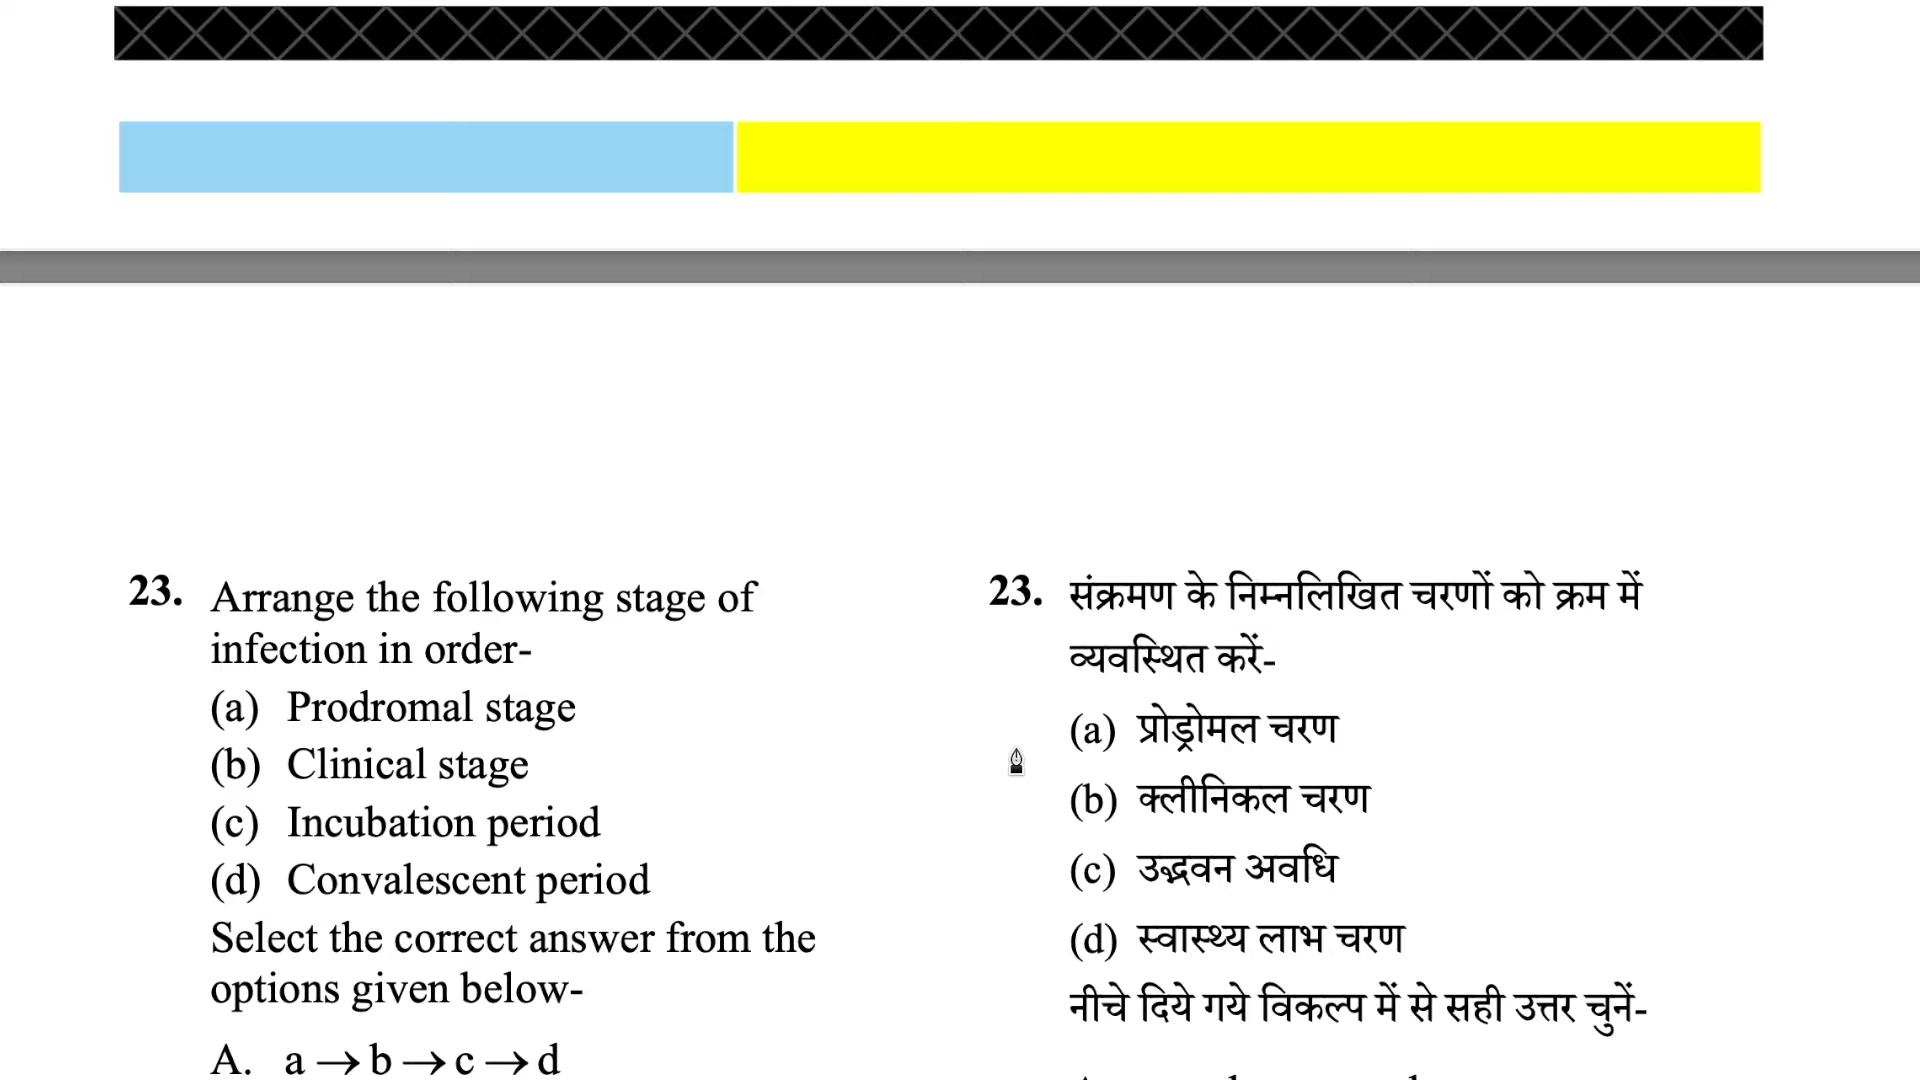 23. Arrange the following stage of
infection in order-
(a) Prodromal stage
(b) Clinical stage
(c) Incubation period
(d) Convalescent period
Select the correct answer from the
options given below-
A. a → b → c → d
23. संक्रमण के निम्नलिखित चरणों को क्रम में
व्यवस्थित करें-
(a) प्रोड्रोमल चरण
(b) क्लीनिकल चरण
(c) उद्भवन अवधि
(d) स्वास्थ्य लाभ चरण
नीचे दिये गये विकल्प में से सही उत्तर चुनें-